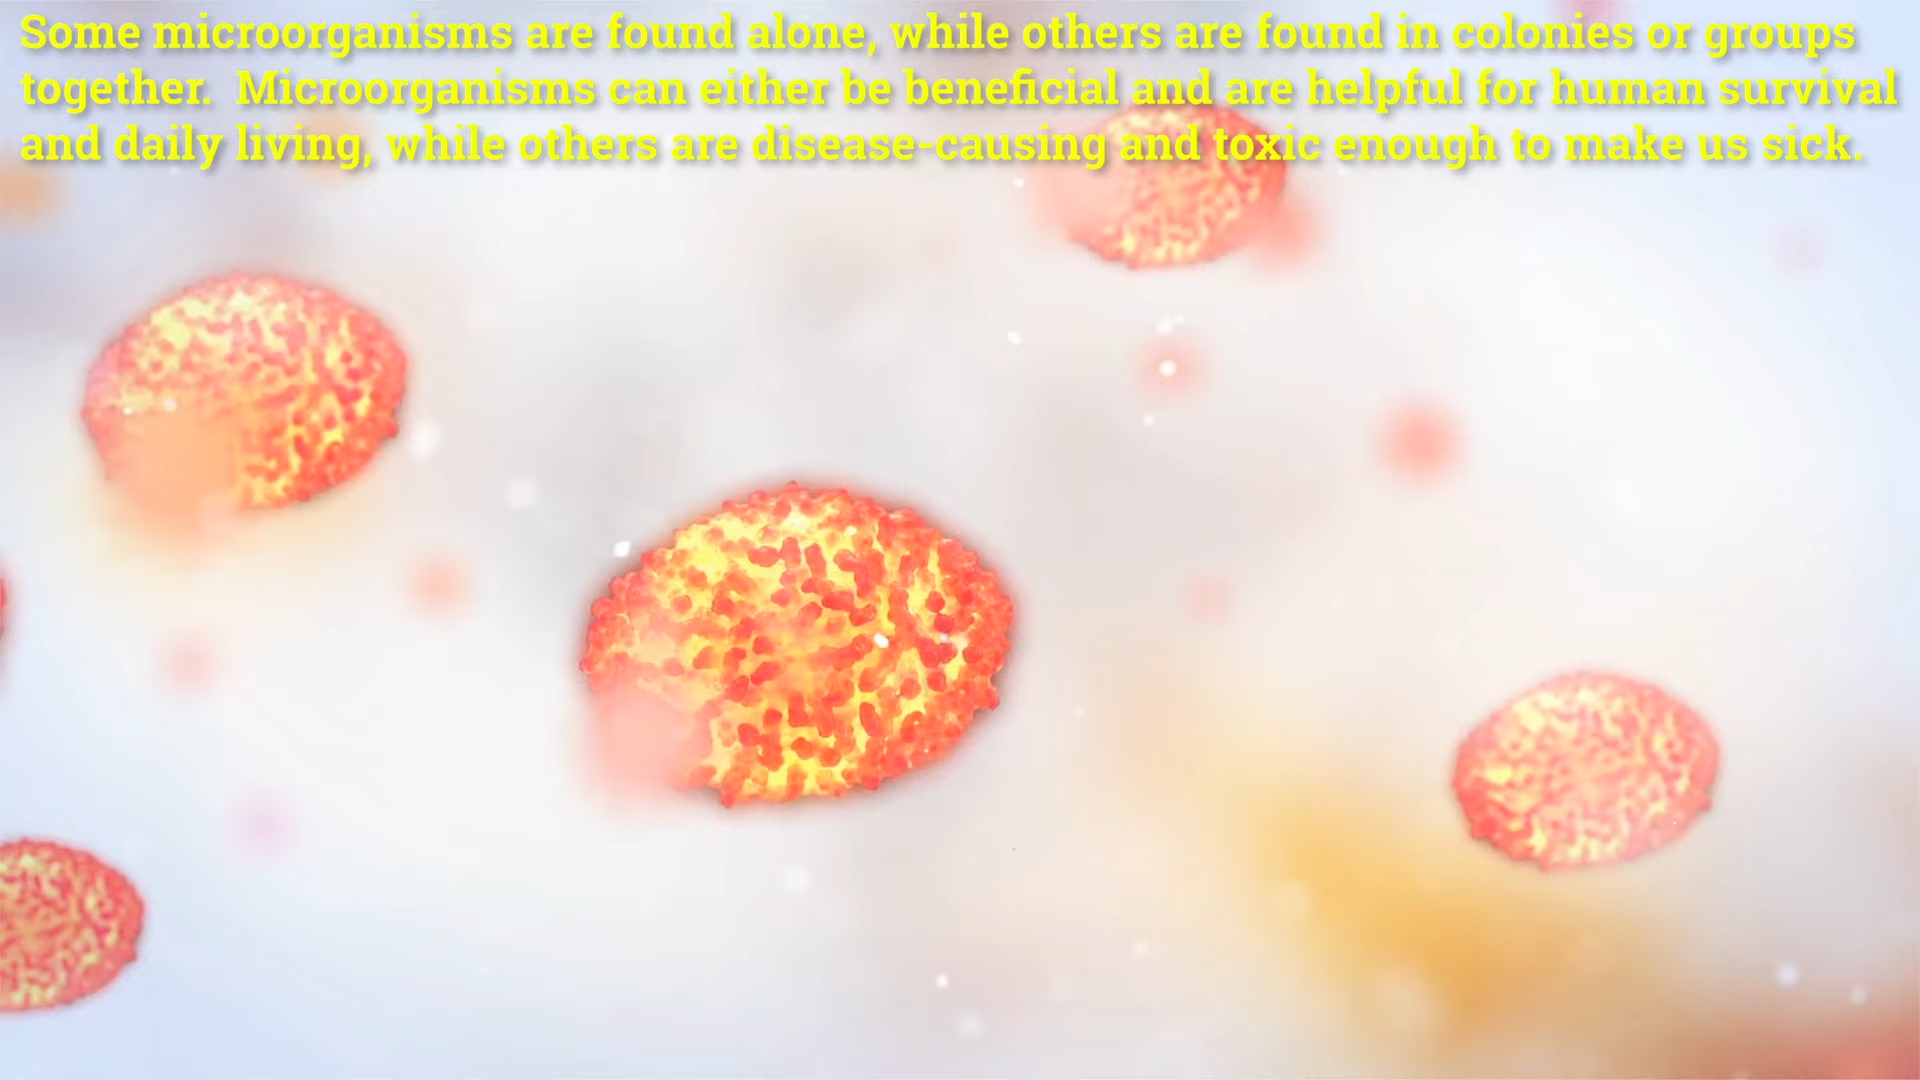 Some microorganisms are found alone, while others are found in colonies or groups
together.  Microorganisms can either be beneficial and are helpful for human survival
and daily living, while others are disease-causing and toxic enough to make us sick.